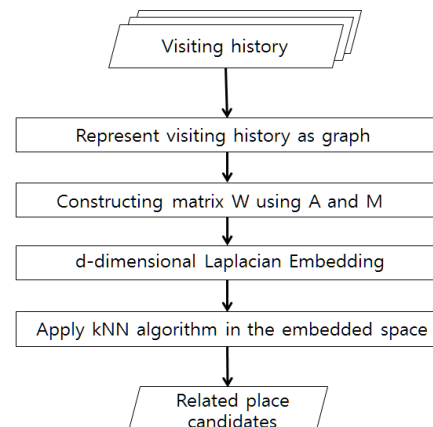 Visiting history
Represent visiting history as graph
Constructing matrix W using A and M
d-dimensional Laplacian Embedding
Apply kNN algorithm in the embedded space
Related place
candidates